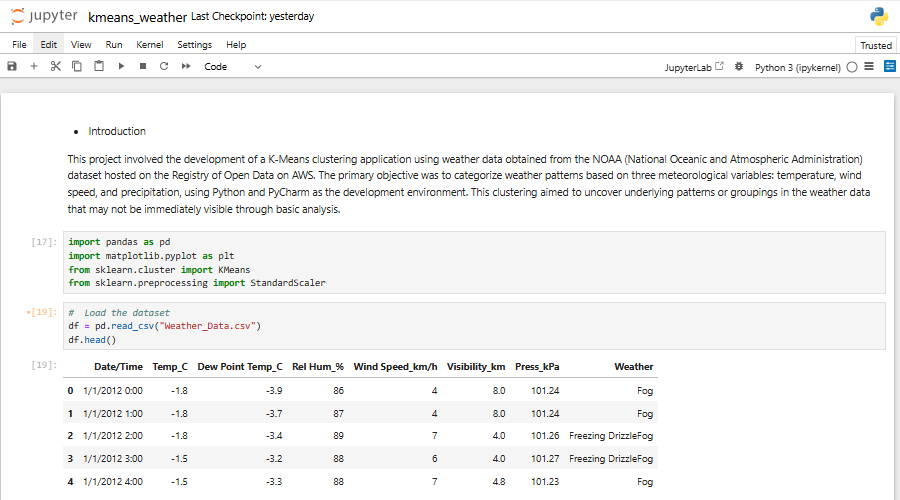 jupyter kmeans_weather Last Checkpoint: yesterday
File Edit View Run Kernel Settings Help Trusted
Code JupyterLab Python 3 (ipykernel)
• Introduction
This project involved the development of a K-Means clustering application using weather data obtained from the NOAA (National Oceanic and Atmospheric Administration)
dataset hosted on the Registry of Open Data on AWS. The primary objective was to categorize weather patterns based on three meteorological variables: temperature, wind
speed, and precipitation, using Python and PyCharm as the development environment. This clustering aimed to uncover underlying patterns or groupings in the weather data
that may not be immediately visible through basic analysis.
[17]: import pandas as pd
import matplotlib.pyplot as plt
from sklearn.cluster import KMeans
from sklearn.preprocessing import StandardScaler
•[19]: # Load the dataset
df = pd.read_csv("Weather_Data.csv")
df.head()
[19]: Date/Time Temp_C Dew Point Temp_C Rel Hum_% Wind Speed_km/h Visibility_km Press_kPa Weather
0 1/1/2012 0:00 -1.8 -3.9 86 4 8.0 101.24 Fog
1 1/1/2012 1:00 -1.8 -3.7 87 4 8.0 101.24 Fog
2 1/1/2012 2:00 -1.8 -3.4 89 7 4.0 101.26 Freezing DrizzleFog
3 1/1/2012 3:00 -1.5 -3.2 88 6 4.0 101.27 Freezing DrizzleFog
4 1/1/2012 4:00 -1.5 -3.3 88 7 4.8 101.23 Fog